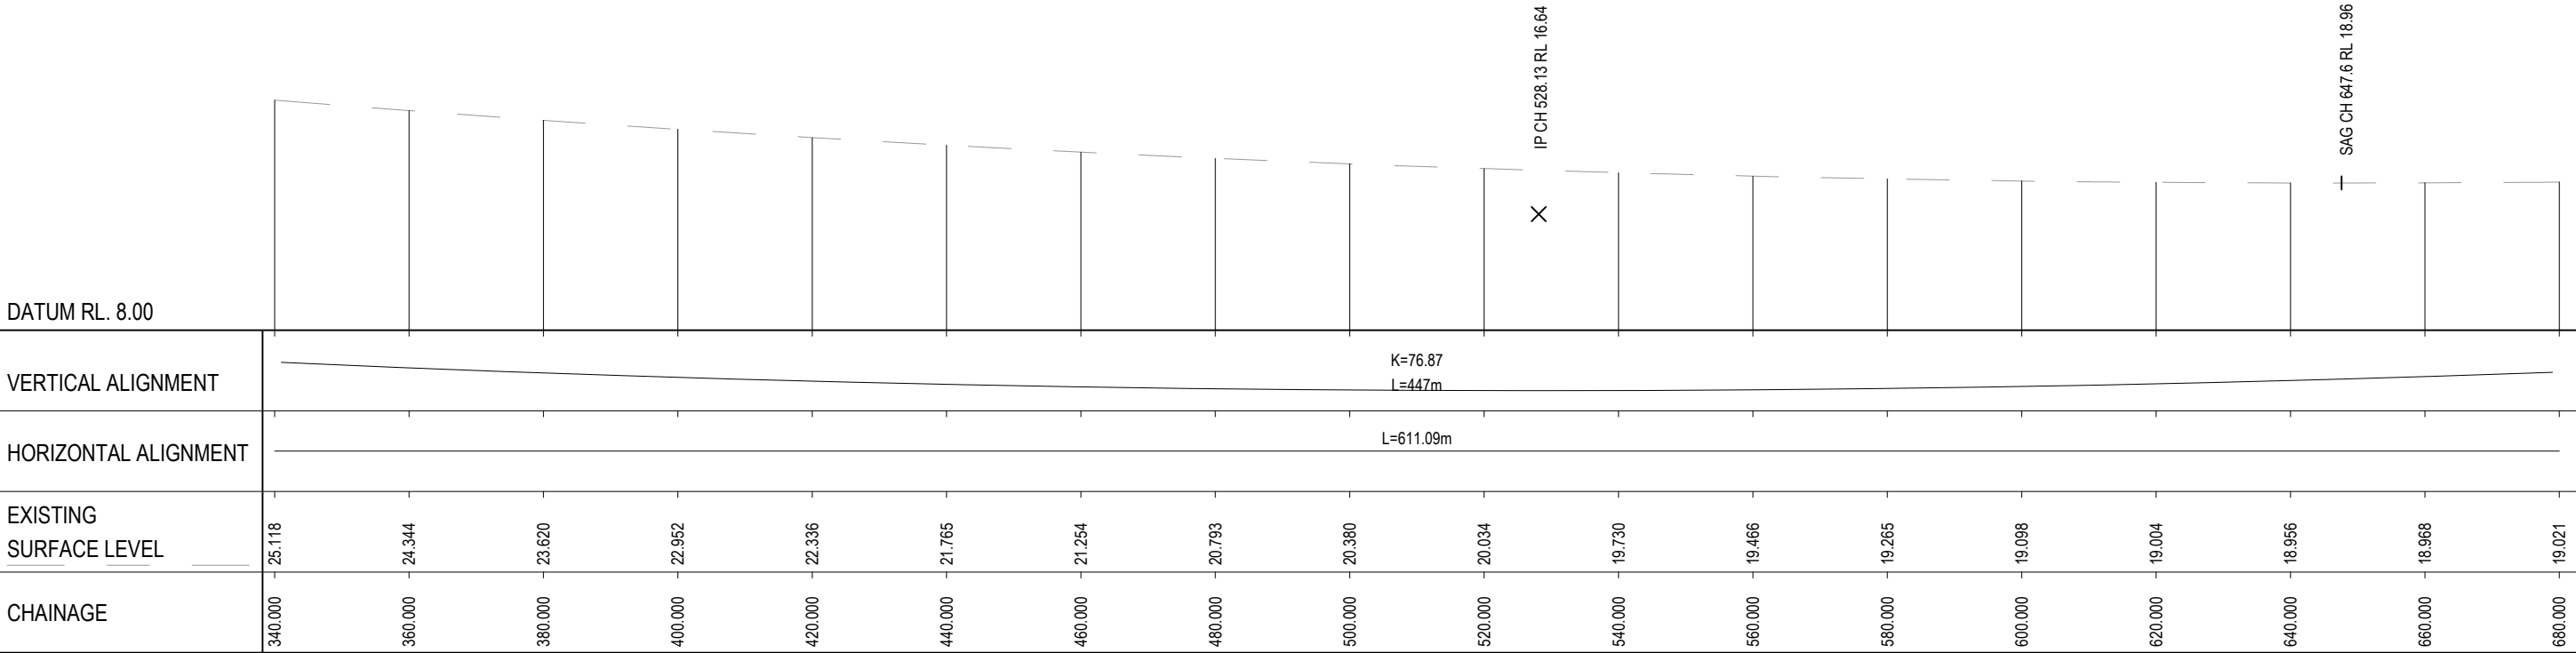 IP CH 528.13 RL 16.64
SAG CH 647.6 RL 18.96
DATUM RL. 8.00
VERTICAL ALIGNMENT
K=76.87
L=447m
HORIZONTAL ALIGNMENT
L=611.09m
EXISTING
SURFACE LEVEL
25.118 24.344 23.620 22.952 22.336 21.765 21.254 20.793 20.380 20.034 19.730 19.466 19.265 19.098 19.004 18.956 18.968 19.021
CHAINAGE
340.000 360.000 380.000 400.000 420.000 440.000 460.000 480.000 500.000 520.000 540.000 560.000 580.000 600.000 620.000 640.000 660.000 680.000